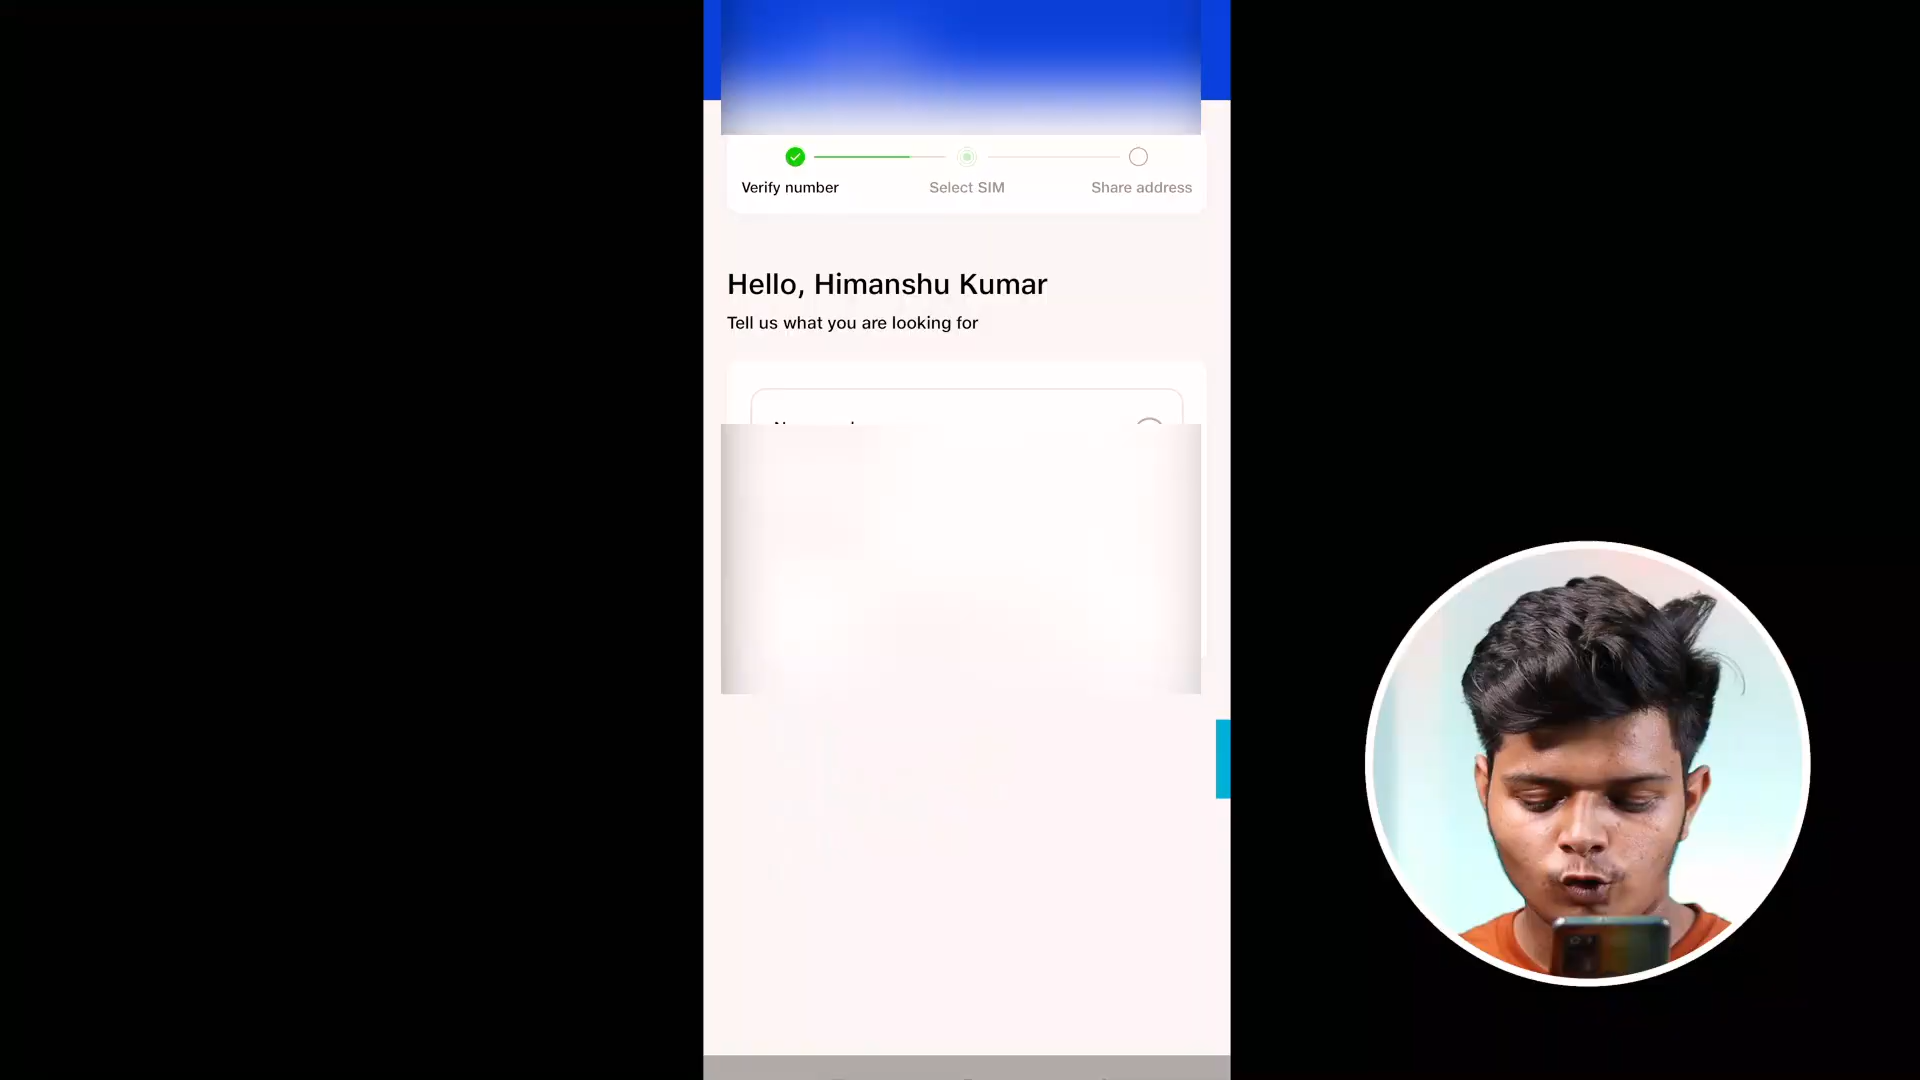 Verify number
Select SIM
Share address
Hello, Himanshu Kumar
Tell us what you are looking for